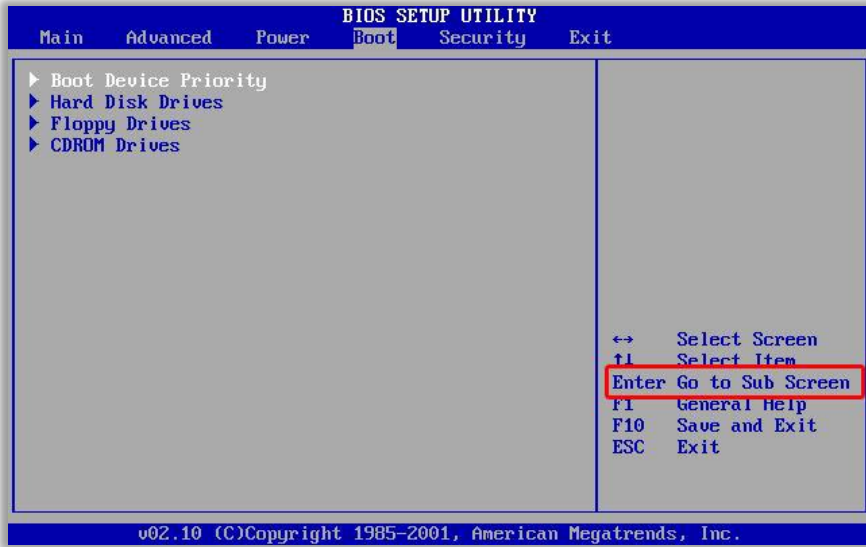 BIOS SETUP UTILITY
Main Advanced Power Boot Security Exit
Boot Device Priority
Hard Disk Drives
Floppy Drives
CDROM Drives
←→ Select Screen
↑↓ Select Item
Enter Go to Sub Screen
F1 General Help
F10 Save and Exit
ESC Exit
v02.10 (C)Copyright 1985-2001, American Megatrends, Inc.